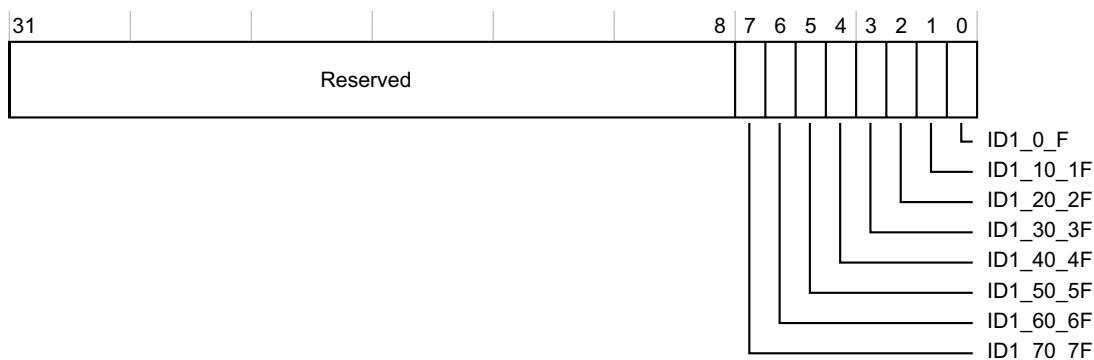 31 8 7 6 5 4 3 2 1 0
Reserved
ID1_0_F
ID1_10_1F
ID1_20_2F
ID1_30_3F
ID1_40_4F
ID1_50_5F
ID1_60_6F
ID1_70_7F